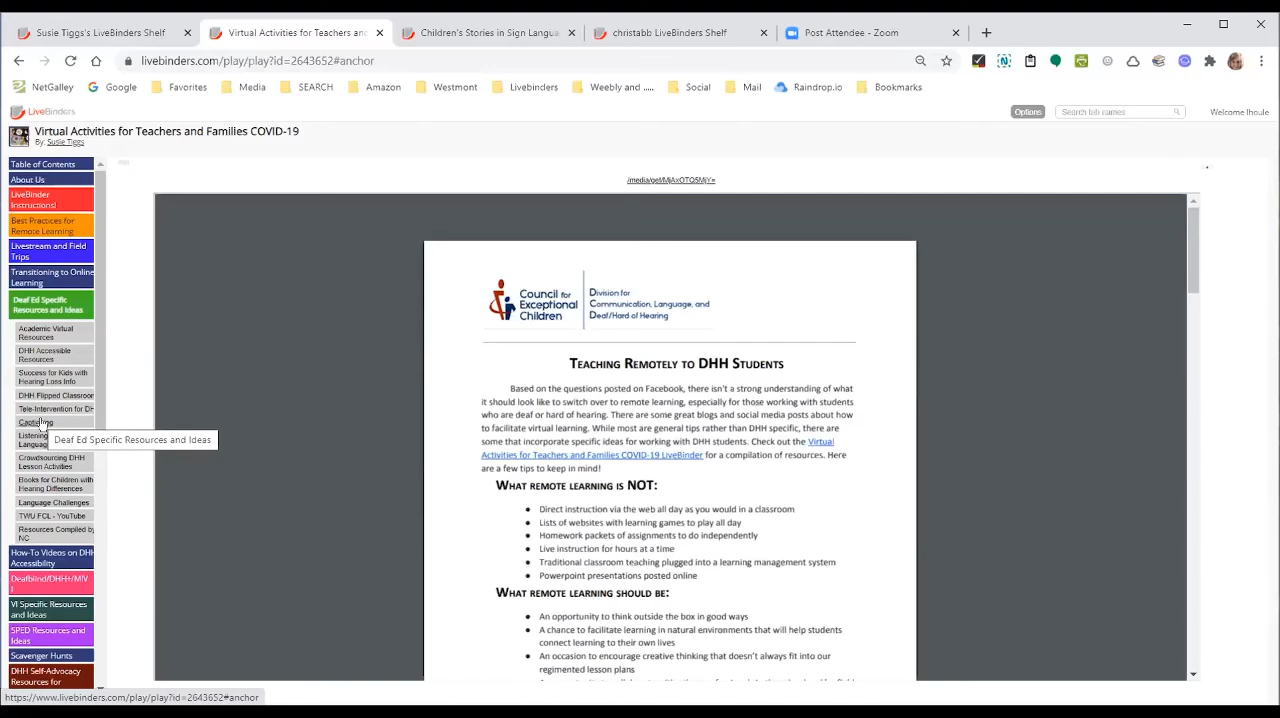 Susie Tiggs LiveBinders Shelf
Virtual Activities for Teachers and
Children's Stories in Sign Langua
christabb LiveBinders Shelf
Post Attendee - Zoom
livebinders.com/play/play?id=2643652#anchor
NetGalley Google Favorites Media SEARCH Amazon Westmont Livebinders Weebly and ..... Social Mail Raindrop.io Bookmarks
LiveBinders
Options Search tab names Welcome lhoule
Virtual Activities for Teachers and Families COVID-19
By: Susie Tiggs
Table of Contents
About Us
LiveBinder
Instructions!
Best Practices for
Remote Learning
Livestream and Field
Trips
Transitioning to Online
Learning
Deaf Ed Specific
Resources and Ideas
Academic Virtual
Resources
DHH Accessible
Resources
Success for Kids with
Hearing Loss Info
DHH Flipped Classroom
Tele-Intervention for DH
Listening
Languag
Deaf Ed Specific Resources and Ideas
Crowdsourcing DHH
Lesson Activities
Books for Children with
Hearing Differences
Language Challenges
TWU FCL - YouTube
Resources Compiled by
NC
How-To Videos on DHH
Accessibility
Deafblind/DHH+/MIV
I
VI Specific Resources
and Ideas
SPED Resources and
Ideas
Scavenger Hunts
DHH Self-Advocacy
Resources for
Council for
Exceptional
Children
Division for
Communication, Language, and
Deaf/Hard of Hearing
Teaching Remotely to DHH Students
Based on the questions posted on Facebook, there isn't a strong understanding of what
it should look like to switch over to remote learning, especially for those working with students
who are deaf or hard of hearing. There are some great blogs and social media posts about how
to facilitate virtual learning. While most are general tips rather than DHH specific, there are
some that incorporate specific ideas for working with DHH students. Check out the Virtual
Activities for Teachers and Families COVID-19 LiveBinder for a compilation of resources. Here
are a few tips to keep in mind!
What remote learning is NOT:
● Direct instruction via the web all day as you would in a classroom
● Lists of websites with learning games to play all day
● Homework packets of assignments to do independently
● Live instruction for hours at a time
● Traditional classroom teaching plugged into a learning management system
● Powerpoint presentations posted online
What remote learning should be:
● An opportunity to think outside the box in good ways
● A chance to facilitate learning in natural environments that will help students
connect learning to their own lives
● An occasion to encourage creative thinking that doesn't always fit into our
regimented lesson plans
https://www.livebinders.com/play/play?id=2643652#anchor